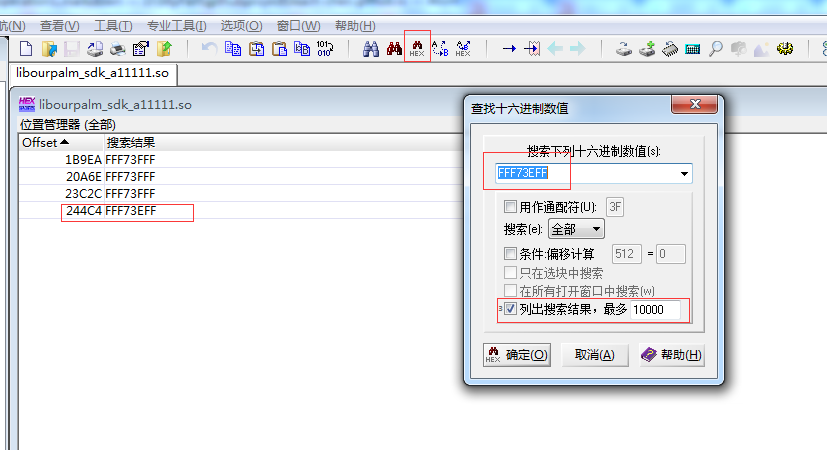 航(N) 查看(V) 工具(T) 专业工具(I) 选项(O) 窗口(W) 帮助(H)
HEX
101
010
libourpalm_sdk_a11111.so
HEX libourpalm_sdk_a11111.so
位置管理器 (全部)
Offset 搜索结果
1B9EA FFF73FFF
20A6E FFF73FFF
23C2C FFF73FFF
244C4 FFF73EFF
查找十六进制数值
搜索下列十六进制数值(s):
FFF73EFF
用作通配符(U): 3F
搜索(e): 全部
条件:偏移计算 512 = 0
只在选块中搜索
在所有打开窗口中搜索(w)
3 列出搜索结果，最多 10000
HEX 确定(O) 取消(A) 帮助(H)